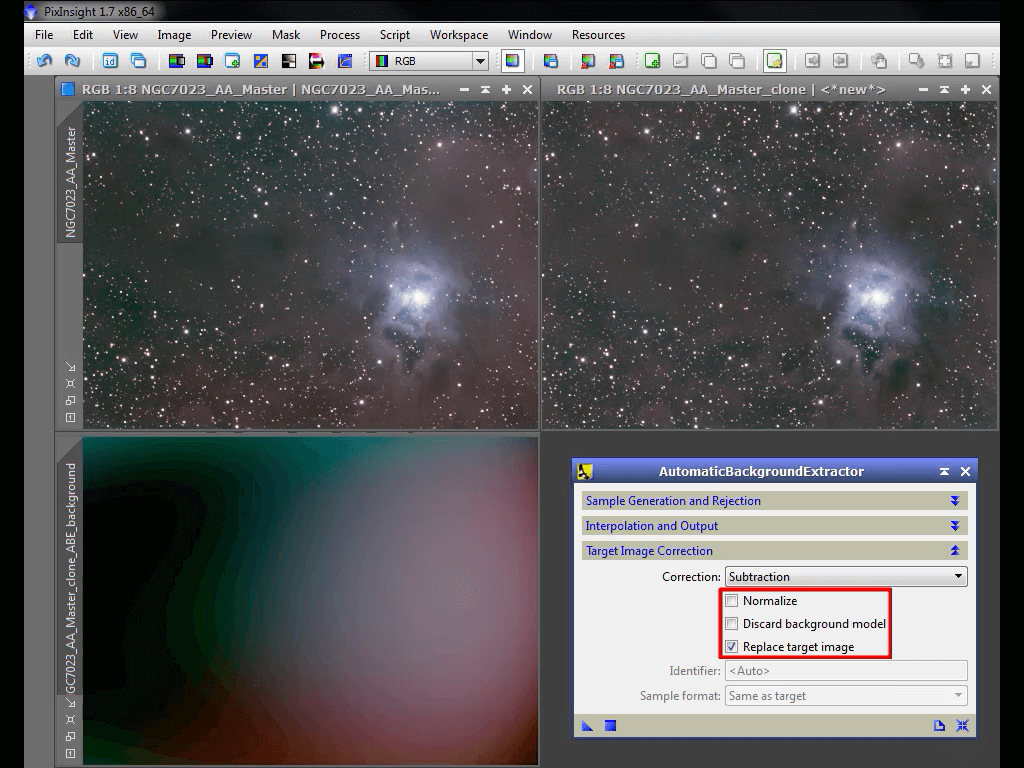 PixInsight 1.7 x86_64
File Edit View Image Preview Mask Process Script Workspace Window Resources
id RGB
RGB 1:8 NGC7023_AA_Master | NGC7023_AA_Mas...
RGB 1:8 NGC7023_AA_Master_clone | <*new*>
NGC7023_AA_Master
GC7023_AA_Master_clone_ABE_background
AutomaticBackgroundExtractor
Sample Generation and Rejection
Interpolation and Output
Target Image Correction
Correction: Subtraction
Normalize
Discard background model
Replace target image
Identifier: <Auto>
Sample format: Same as target